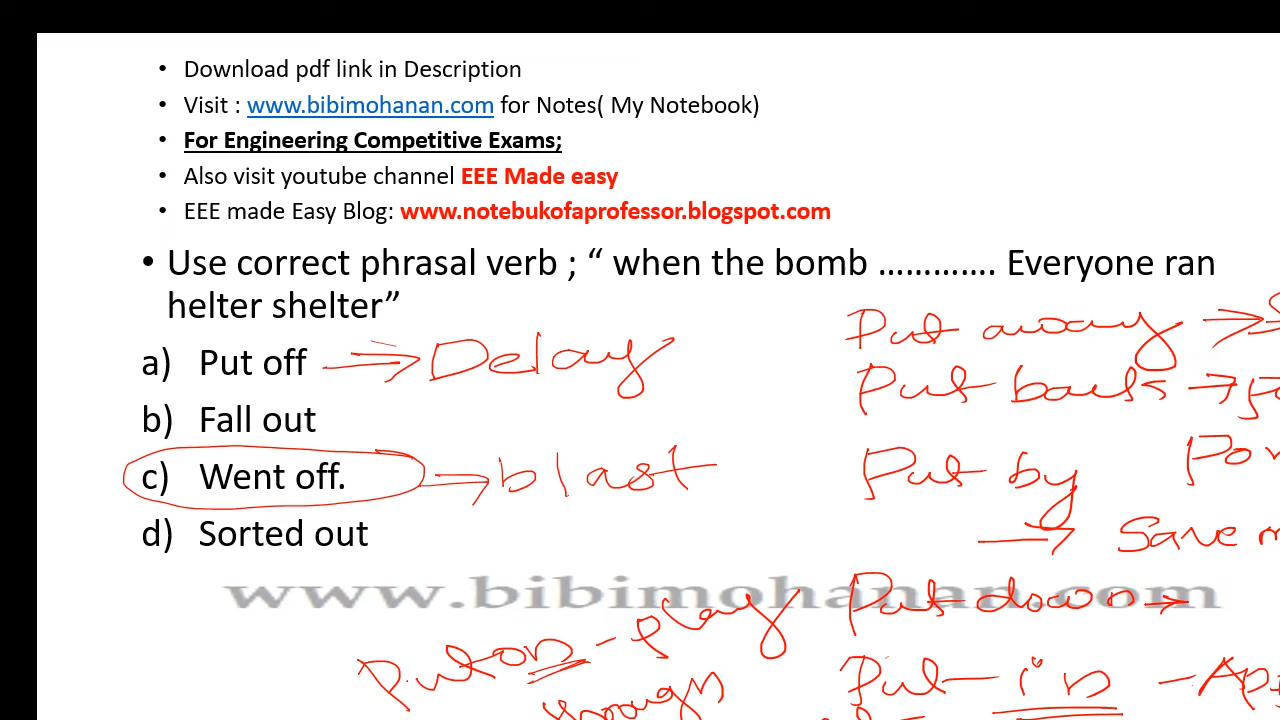 • Download pdf link in Description
• Visit : www.bibimohanan.com for Notes( My Notebook)
• For Engineering Competitive Exams;
• Also visit youtube channel EEE Made easy
• EEE made Easy Blog: www.notebukofaprofessor.blogspot.com
• Use correct phrasal verb ; “ when the bomb …………. Everyone ran
helter shelter”
Put away →
a) Put off → Delay
Put back →
b) Fall out
c) Went off. → blast
Put by
d) Sorted out
→ Save
www.bibimohanan.com
Put down →
Put on - play
Put in -